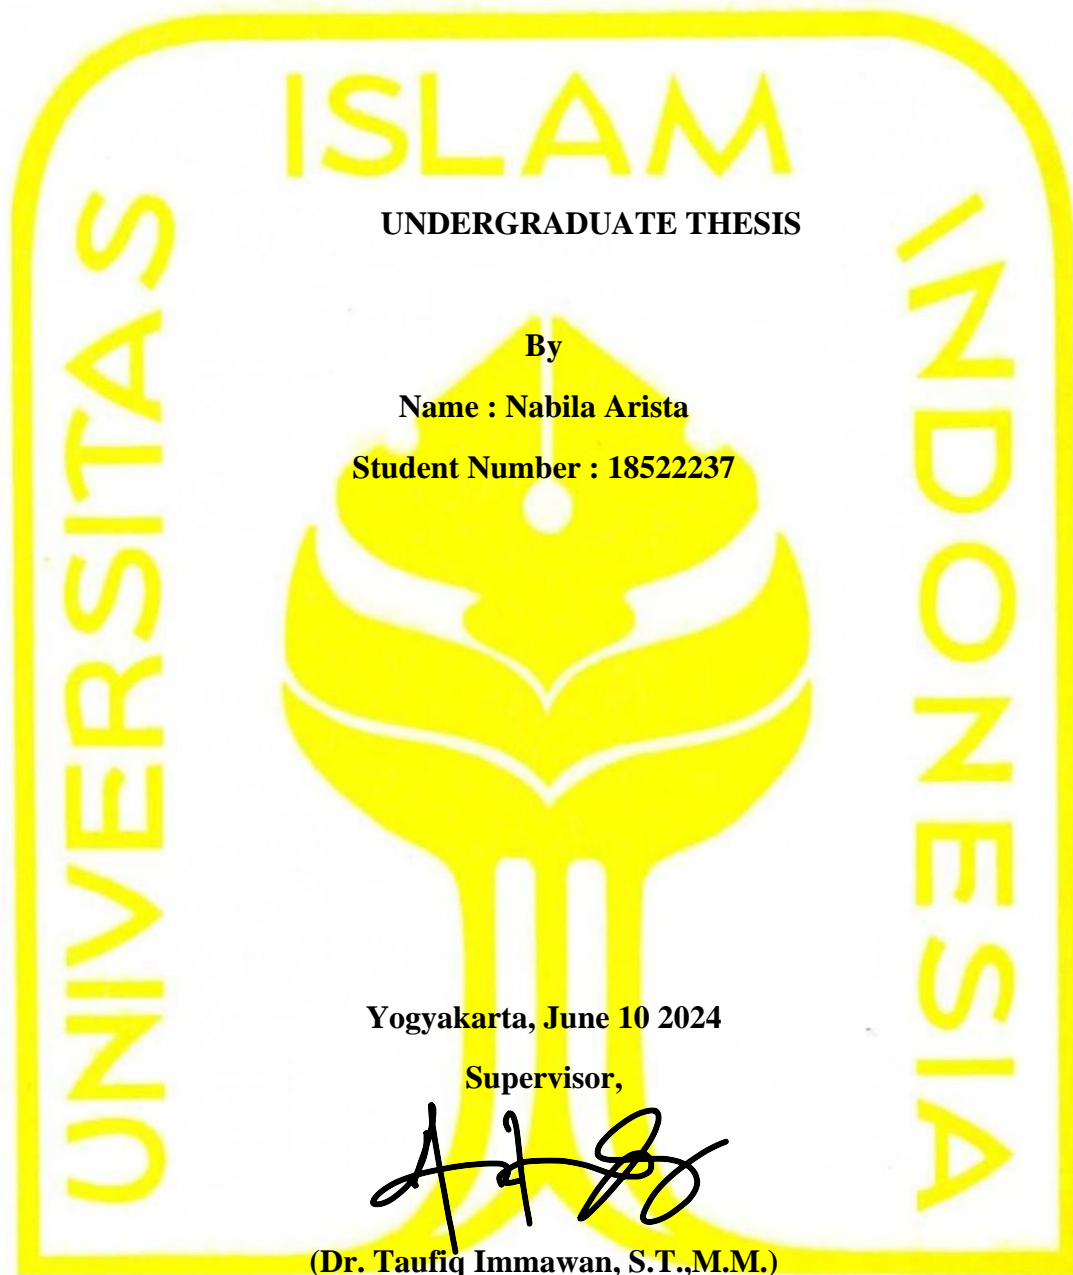 ISLAM
UNIVERSITAS
INDONESIA
UNDERGRADUATE THESIS
By
Name : Nabila Arista
Student Number : 18522237
Yogyakarta, June 10 2024
Supervisor,
(Dr. Taufiq Immawan, S.T.,M.M.)